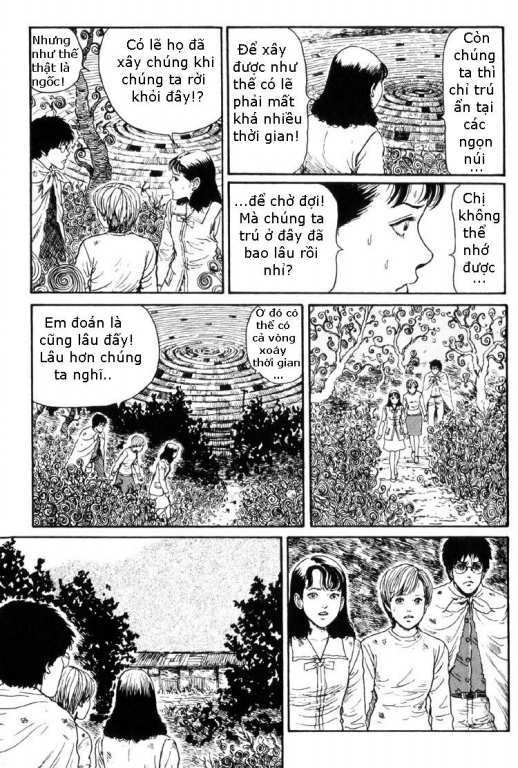 Nhưng
như thế
thật là
ngốc!
Có lẽ họ đã
xây chúng khi
chúng ta rời
khỏi đây!?
Để xây
được như
thế có lẽ
phải mất
khá nhiều
thời gian!
Còn
chúng
ta thì
chỉ trú
ẩn tại
các
ngọn
núi
...
...để chờ đợi!
Mà chúng ta
trú ở đây đã
bao lâu rồi
nhỉ?
Chị
không
thể
nhớ
được
...
Em đoán là
cũng lâu đấy!
Lâu hơn chúng
ta nghĩ..
Ở đó có
thể có
cả vòng
xoáy
thời gian
...